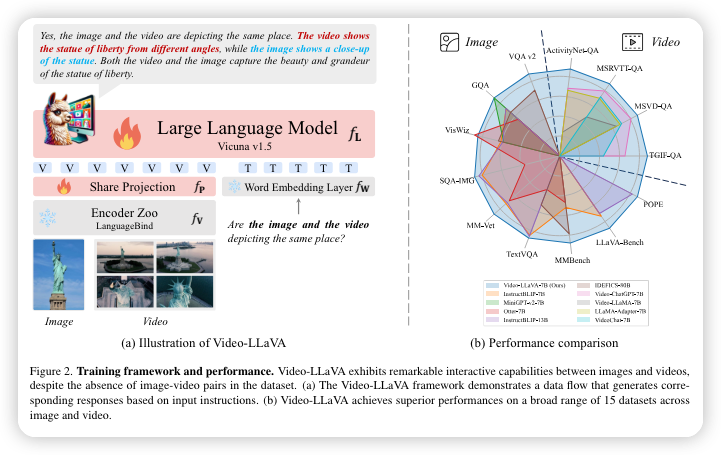 Yes, the image and the video are depicting the same place. The video shows
the statue of liberty from different angles, while the image shows a close-up
of the statue. Both the video and the image capture the beauty and grandeur
of the statue of liberty.
Large Language Model f_L
Vicuna v1.5
V V V V V V V T T T T T
Share Projection f_P
Word Embedding Layer f_W
Encoder Zoo f_V
LanguageBind
Are the image and the video
depicting the same place?
Image
Video
(a) Illustration of Video-LLaVA
Image
Video
ActivityNet-QA
VQA v2
MSRVTT-QA
GQA
MSVD-QA
VisWiz
TGIF-QA
SQA-IMG
POPE
MM-Vet
LLaVA-Bench
TextVQA
MMBench
Video-LLaVA-7B (Ours)
IDEFICS-80B
InstructBLIP-7B
Video-ChatGPT-7B
MiniGPT-v2-7B
Video-LLaMA-7B
Otter-7B
LLaMA-Adapter-7B
InstructBLIP-13B
VideoChat-7B
(b) Performance comparison
Figure 2. Training framework and performance. Video-LLaVA exhibits remarkable interactive capabilities between images and videos,
despite the absence of image-video pairs in the dataset. (a) The Video-LLaVA framework demonstrates a data flow that generates corre-
sponding responses based on input instructions. (b) Video-LLaVA achieves superior performances on a broad range of 15 datasets across
image and video.